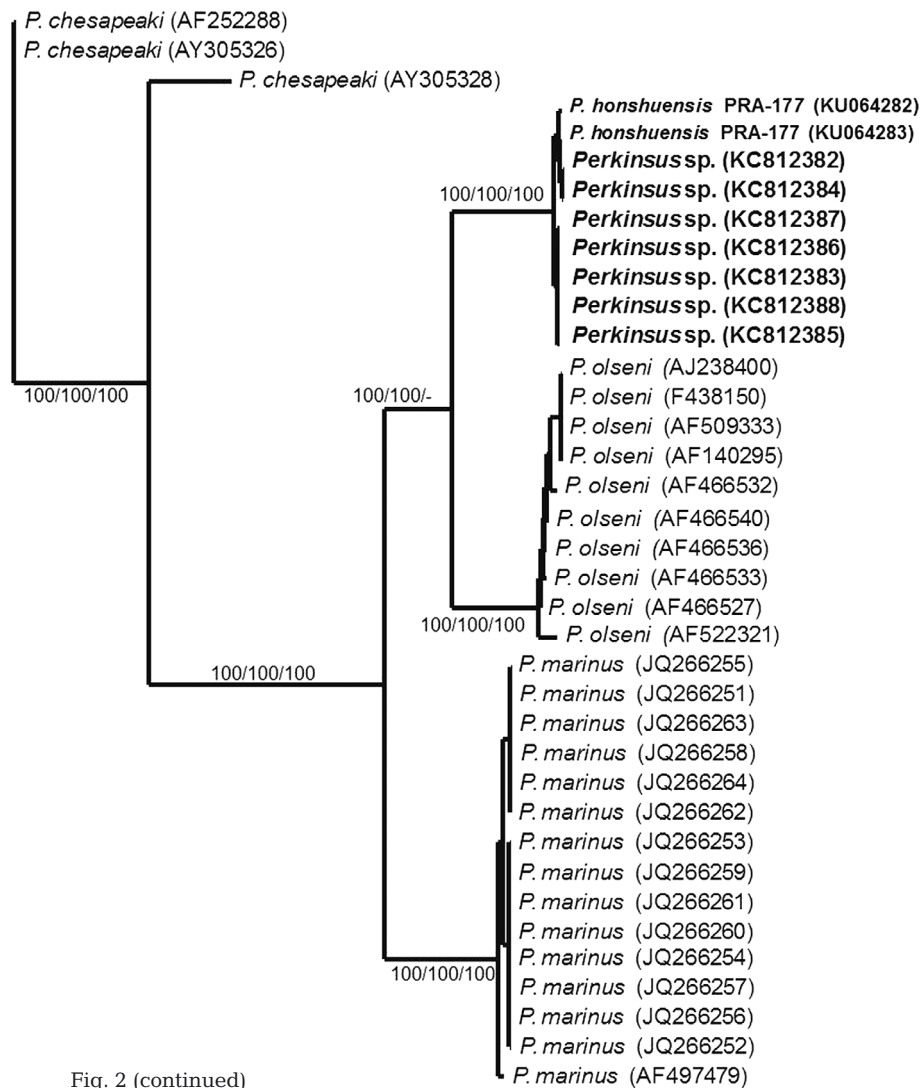 P. chesapeaki (AF252288)
P. chesapeaki (AY305326)
P. chesapeaki (AY305328)
P. honshuensis PRA-177 (KU064282)
P. honshuensis PRA-177 (KU064283)
Perkinsus sp. (KC812382)
100/100/100
Perkinsus sp. (KC812384)
Perkinsus sp. (KC812387)
Perkinsus sp. (KC812386)
Perkinsus sp. (KC812383)
Perkinsus sp. (KC812388)
Perkinsus sp. (KC812385)
P. olseni (AJ238400)
100/100/100
100/100/-
P. olseni (F438150)
P. olseni (AF509333)
P. olseni (AF140295)
P. olseni (AF466532)
P. olseni (AF466540)
P. olseni (AF466536)
P. olseni (AF466533)
P. olseni (AF466527)
100/100/100
P. olseni (AF522321)
P. marinus (JQ266255)
100/100/100
P. marinus (JQ266251)
P. marinus (JQ266263)
P. marinus (JQ266258)
P. marinus (JQ266264)
P. marinus (JQ266262)
P. marinus (JQ266253)
P. marinus (JQ266259)
P. marinus (JQ266261)
P. marinus (JQ266260)
P. marinus (JQ266254)
100/100/100
P. marinus (JQ266257)
P. marinus (JQ266256)
P. marinus (JQ266252)
P. marinus (AF497479)
Fig. 2 (continued)